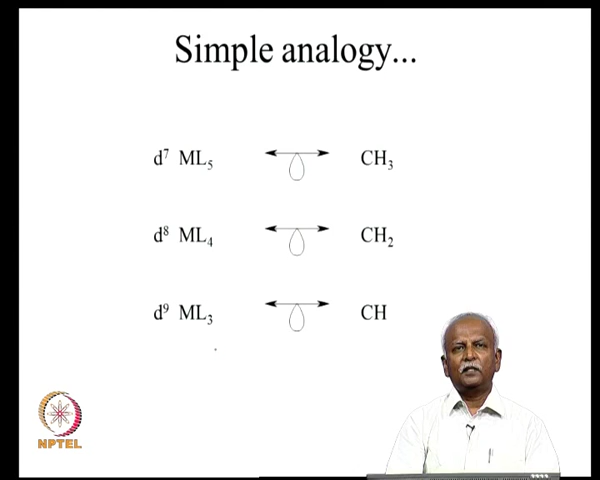 Simple analogy...
d⁷ ML₅ CH₃
d⁸ ML₄ CH₂
d⁹ ML₃ CH
NPTEL